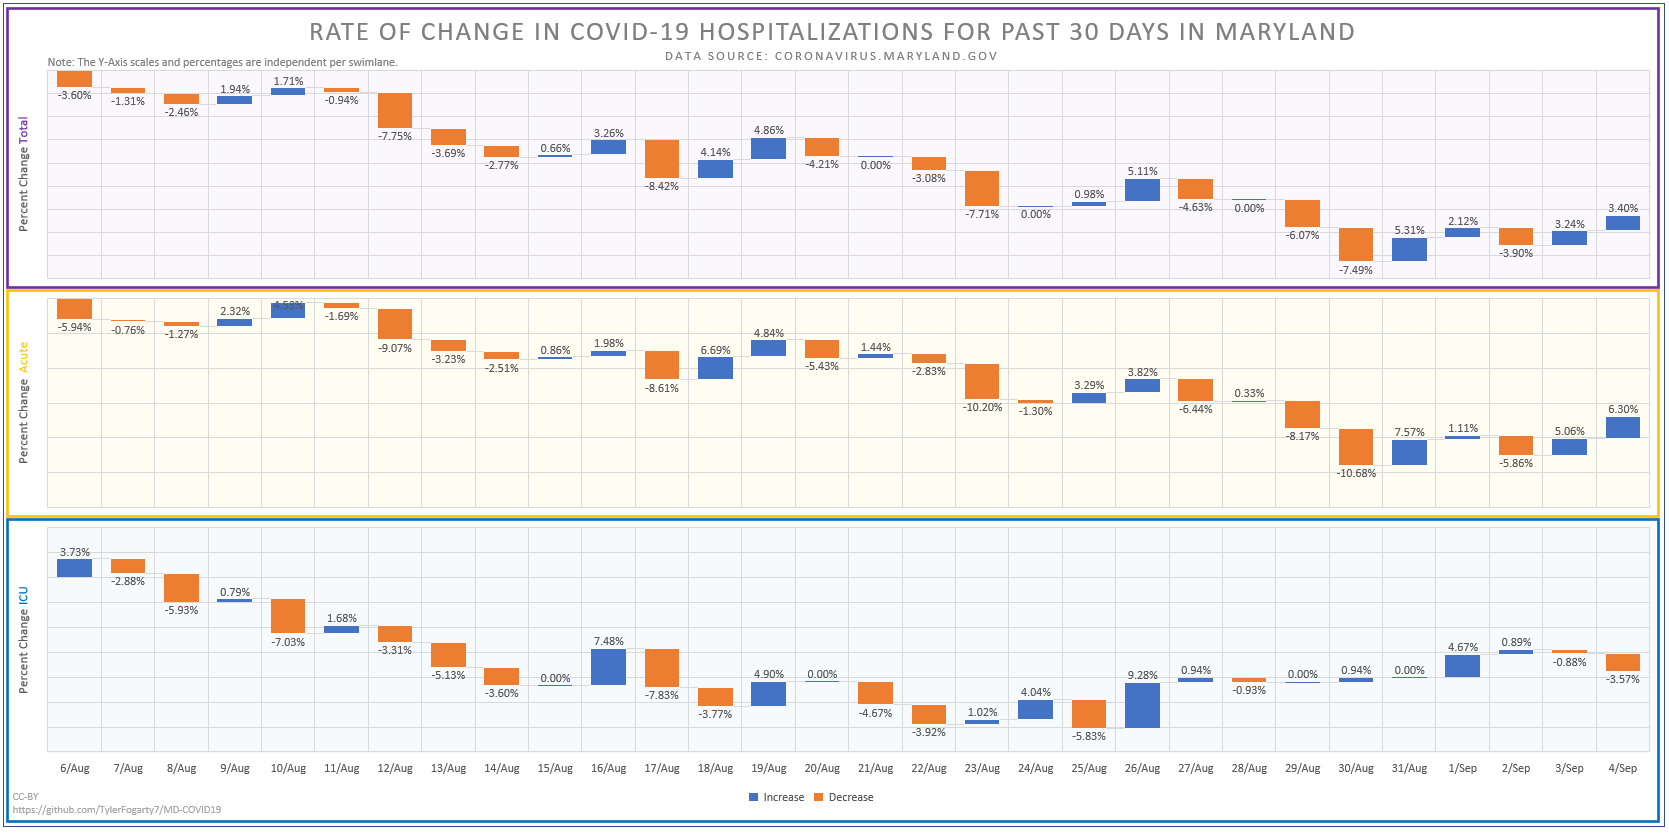 RATE OF CHANGE IN COVID-19 HOSPITALIZATIONS FOR PAST 30 DAYS IN MARYLAND
DATA SOURCE: CORONAVIRUS.MARYLAND.GOV
Note: The Y-Axis scales and percentages are independent per swimlane.
Percent Change Total
-3.60% -1.31% -2.46% 1.94% 1.71% -0.94% -7.75% -3.69% -2.77% 0.66% 3.26% -8.42% 4.14% 4.86% -4.21% 0.00% -3.08% -7.71% 0.00% 0.98% 5.11% -4.63% 0.00% -6.07% -7.49% 5.31% 2.12% -3.90% 3.24% 3.40%
Percent Change Acute
-5.94% -0.76% -1.27% 2.32% 4.53% -1.69% -9.07% -3.23% -2.51% 0.86% 1.98% -8.61% 6.69% 4.84% -5.43% 1.44% -2.83% -10.20% -1.30% 3.29% 3.82% -6.44% 0.33% -8.17% -10.68% 7.57% 1.11% -5.86% 5.06% 6.30%
Percent Change ICU
3.73% -2.88% -5.93% 0.79% -7.03% 1.68% -3.31% -5.13% -3.60% 0.00% 7.48% -7.83% -3.77% 4.90% 0.00% -4.67% -3.92% 1.02% 4.04% -5.83% 9.28% 0.94% -0.93% 0.00% 0.94% 0.00% 4.67% 0.89% -0.88% -3.57%
6/Aug 7/Aug 8/Aug 9/Aug 10/Aug 11/Aug 12/Aug 13/Aug 14/Aug 15/Aug 16/Aug 17/Aug 18/Aug 19/Aug 20/Aug 21/Aug 22/Aug 23/Aug 24/Aug 25/Aug 26/Aug 27/Aug 28/Aug 29/Aug 30/Aug 31/Aug 1/Sep 2/Sep 3/Sep 4/Sep
Increase Decrease
CC-BY
https://github.com/TylerFogarty7/MD-COVID19